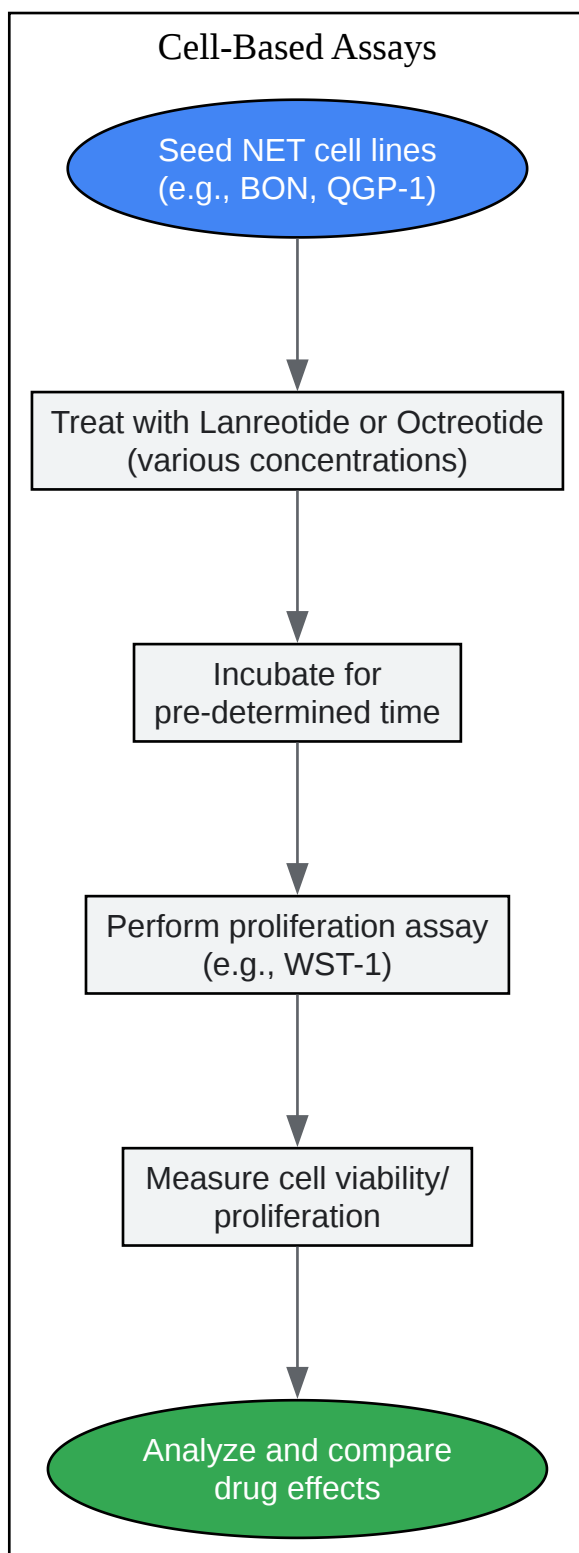 Cell-Based Assays
Seed NET cell lines
(e.g., BON, QGP-1)
Treat with Lanreotide or Octreotide
(various concentrations)
Incubate for
pre-determined time
Perform proliferation assay
(e.g., WST-1)
Measure cell viability/
proliferation
Analyze and compare
drug effects